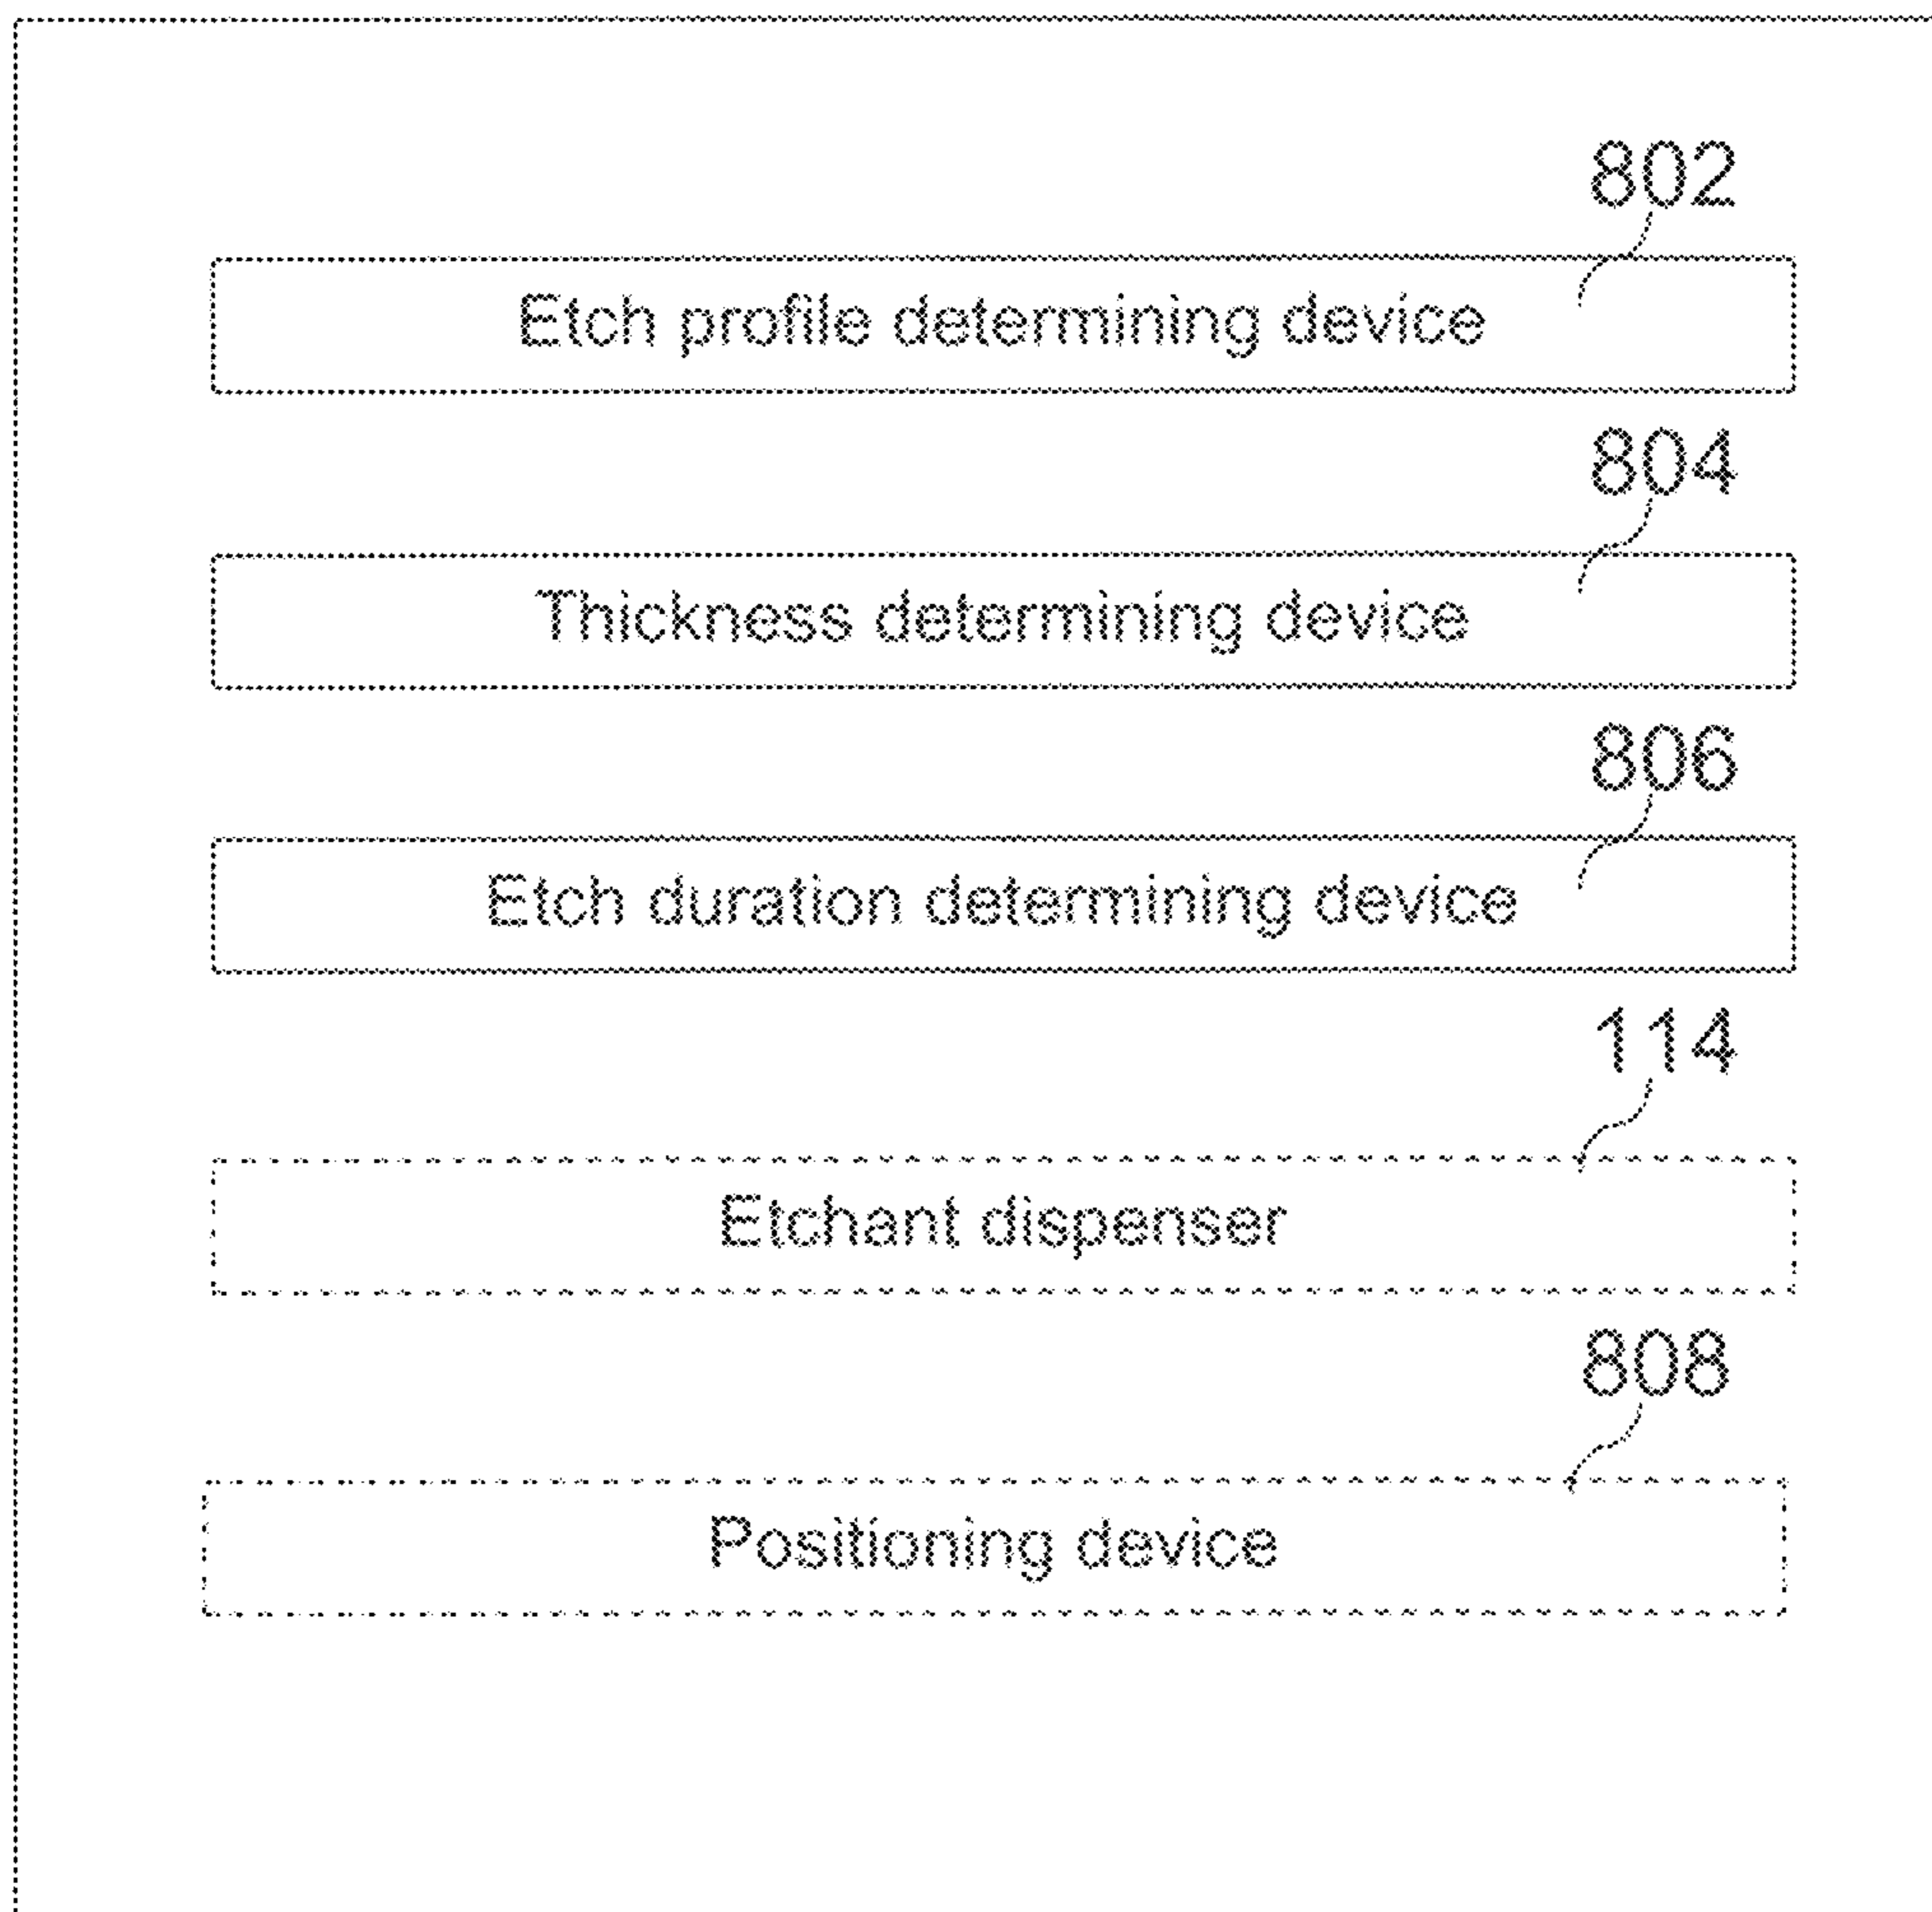 802
Etch profile determining device
804
Thickness determining device
806
Etch duration determining device
114
Etchant dispenser
808
Positioning device